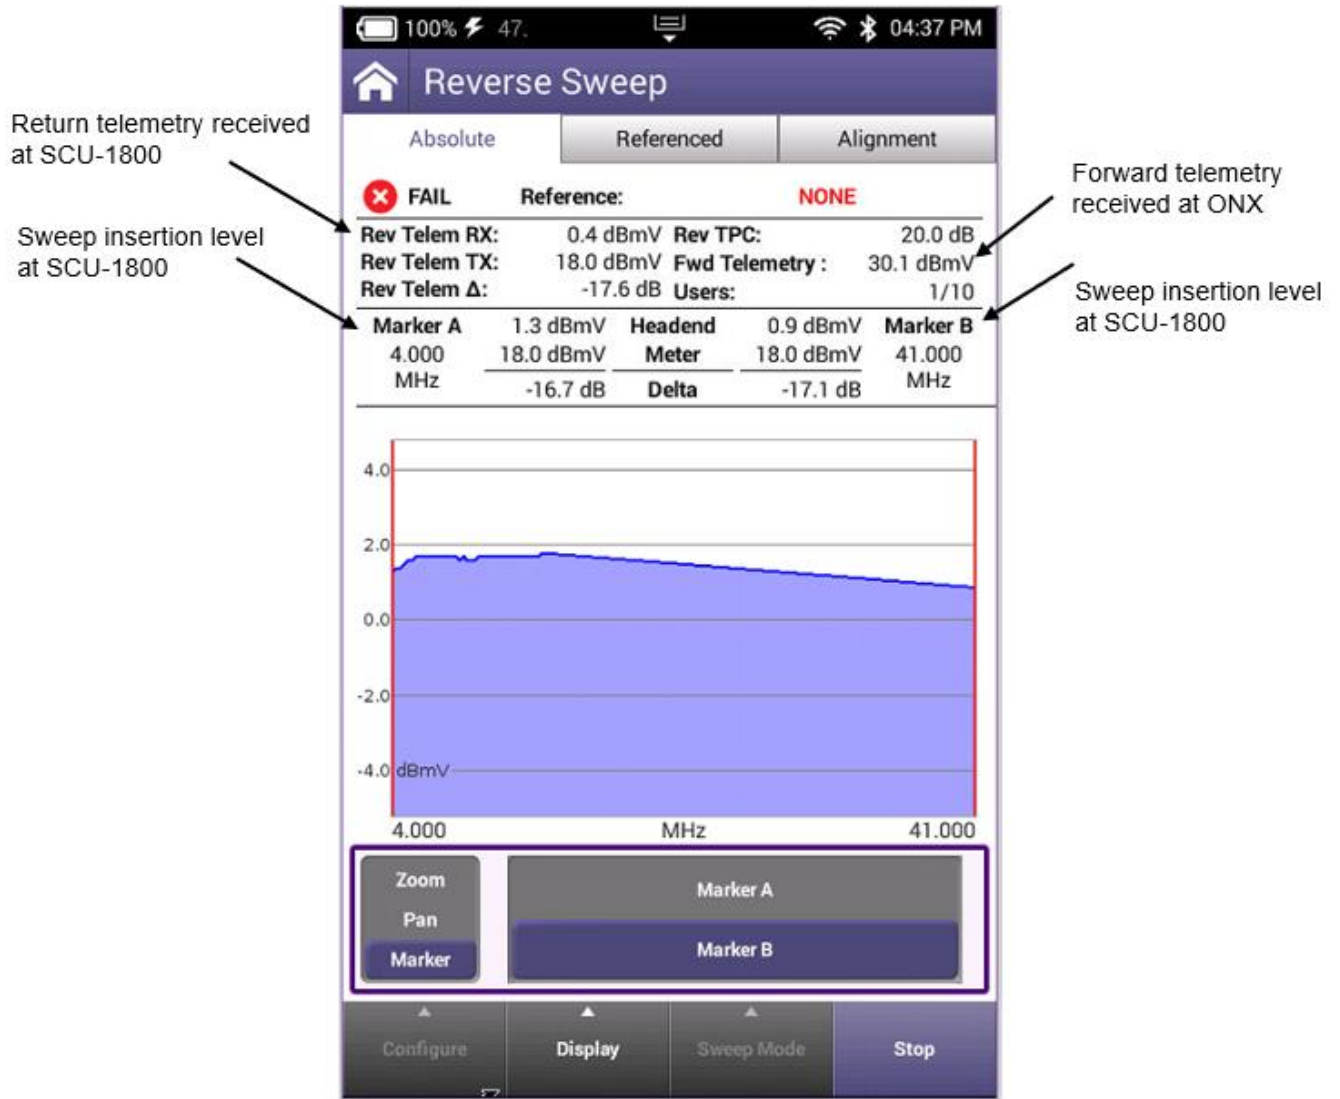 100% 47. 04:37 PM
Reverse Sweep
Return telemetry received
at SCU-1800
Absolute Referenced Alignment
Forward telemetry
received at ONX
FAIL Reference: NONE
Rev Telem RX: 0.4 dBmV Rev TPC: 20.0 dB
Sweep insertion level
at SCU-1800
Rev Telem TX: 18.0 dBmV Fwd Telemetry : 30.1 dBmV
Rev Telem Δ: -17.6 dB Users: 1/10
Sweep insertion level
at SCU-1800
Marker A 1.3 dBmV Headend 0.9 dBmV Marker B
4.000 18.0 dBmV Meter 18.0 dBmV 41.000
MHz -16.7 dB Delta -17.1 dB MHz
4.0
2.0
0.0
-2.0
-4.0 dBmV
4.000 MHz 41.000
Zoom
Pan
Marker
Marker A
Marker B
Configure Display Sweep Mode Stop